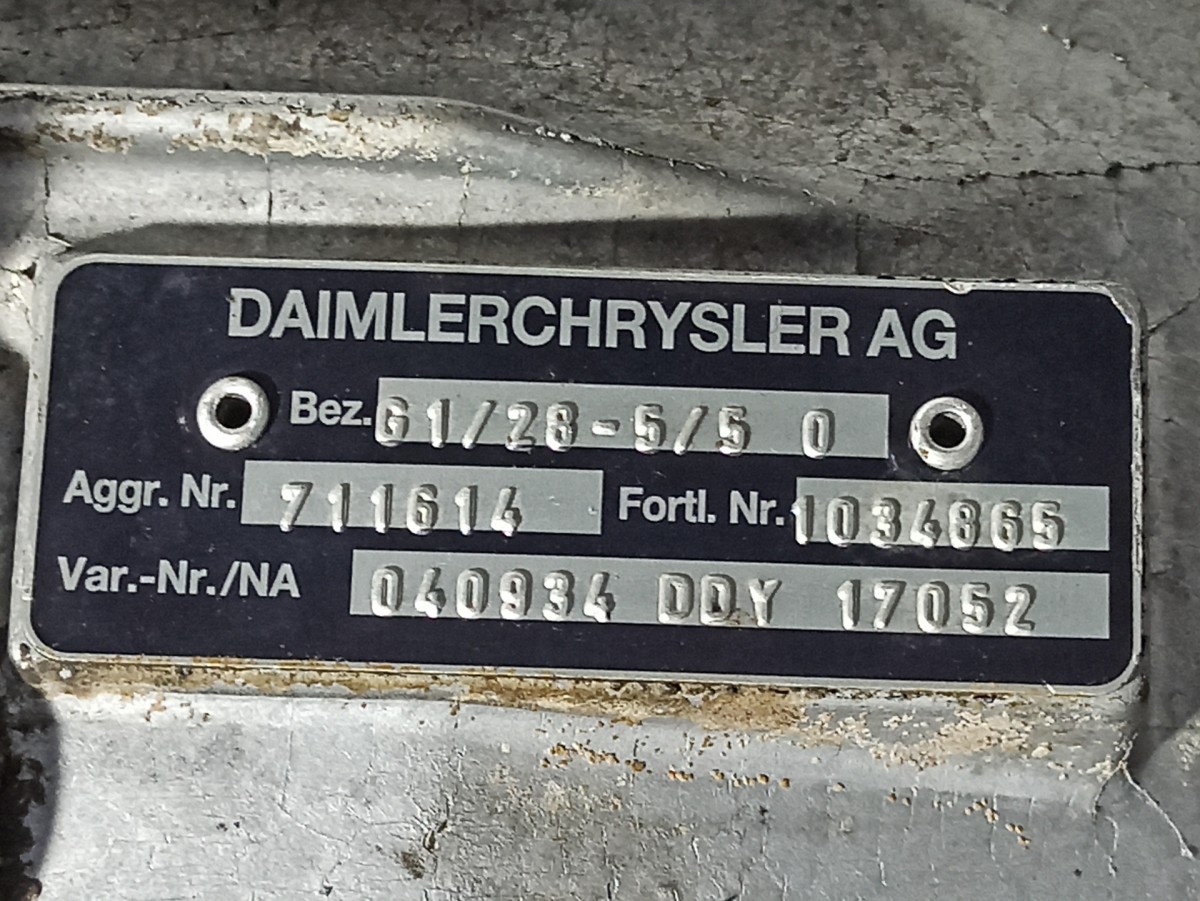 DAIMLERCHRYSLER AG
Bez. G1/28-5/5 0
Aggr. Nr. 711614 Fortl. Nr. 1034865
Var.-Nr./NA 040934 DDY 17052